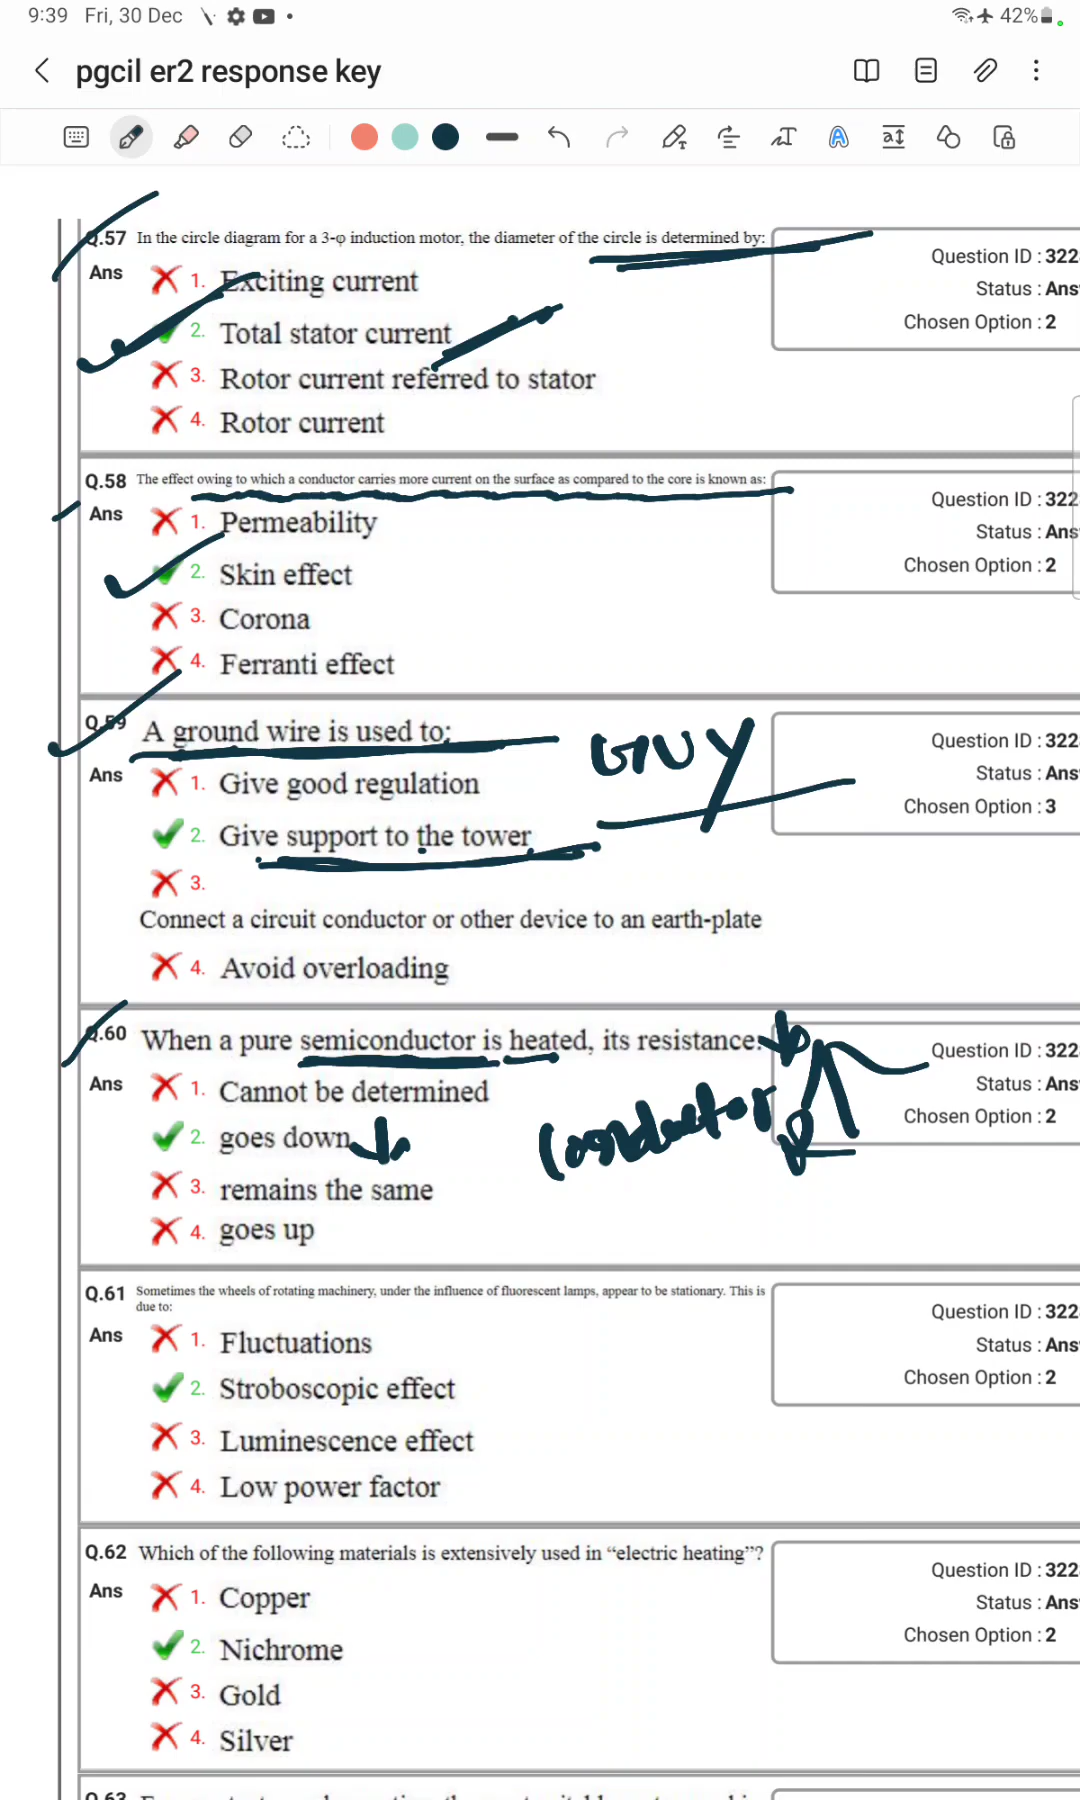 9:39 Fri, 30 Dec
42%
pgcil er2 response key
Q.57 In the circle diagram for a 3-φ induction motor, the diameter of the circle is determined by:
Ans
1. Exciting current
2. Total stator current
3. Rotor current referred to stator
4. Rotor current
Question ID : 322
Status : Ans
Chosen Option : 2
Q.58 The effect owing to which a conductor carries more current on the surface as compared to the core is known as:
Ans
1. Permeability
2. Skin effect
3. Corona
4. Ferranti effect
Question ID : 322
Status : Ans
Chosen Option : 2
Q.59 A ground wire is used to:
Ans
1. Give good regulation
2. Give support to the tower
3.
Connect a circuit conductor or other device to an earth-plate
4. Avoid overloading
Question ID : 322
Status : Ans
Chosen Option : 3
Q.60 When a pure semiconductor is heated, its resistance:
Ans
1. Cannot be determined
2. goes down
3. remains the same
4. goes up
conductor
Question ID : 322
Status : Ans
Chosen Option : 2
Q.61 Sometimes the wheels of rotating machinery, under the influence of fluorescent lamps, appear to be stationary. This is
due to:
Ans
1. Fluctuations
2. Stroboscopic effect
3. Luminescence effect
4. Low power factor
Question ID : 322
Status : Ans
Chosen Option : 2
Q.62 Which of the following materials is extensively used in “electric heating”?
Ans
1. Copper
2. Nichrome
3. Gold
4. Silver
Question ID : 322
Status : Ans
Chosen Option : 2